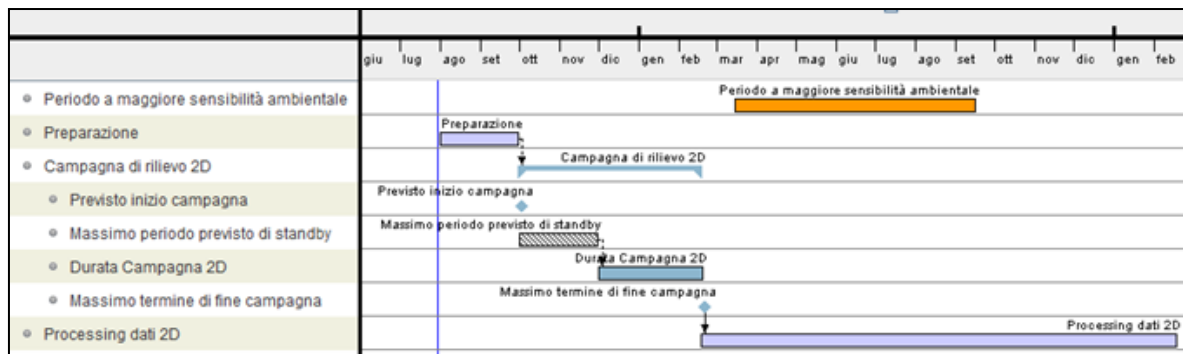 giu lug ago set ott nov dic gen feb mar apr mag giu lug ago set ott nov dic gen feb
Periodo a maggiore sensibilità ambientale
Periodo a maggiore sensibilità ambientale
Preparazione
Preparazione
Campagna di rilievo 2D
Campagna di rilievo 2D
Previsto inizio campagna
Previsto inizio campagna
Massimo periodo previsto di standby
Massimo periodo previsto di standby
Durata Campagna 2D
Durata Campagna 2D
Massimo termine di fine campagna
Massimo termine di fine campagna
Processing dati 2D
Processing dati 2D